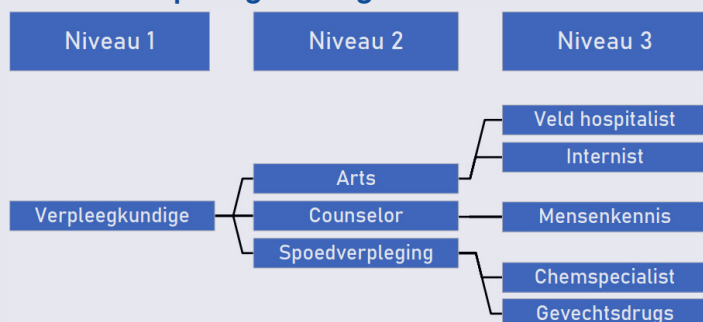 Niveau 1
Niveau 2
Niveau 3
Verpleegkundige
Arts
Counselor
Spoedverpleging
Veld hospitalist
Internist
Mensenkennis
Chemspecialist
Gevechtsdrugs